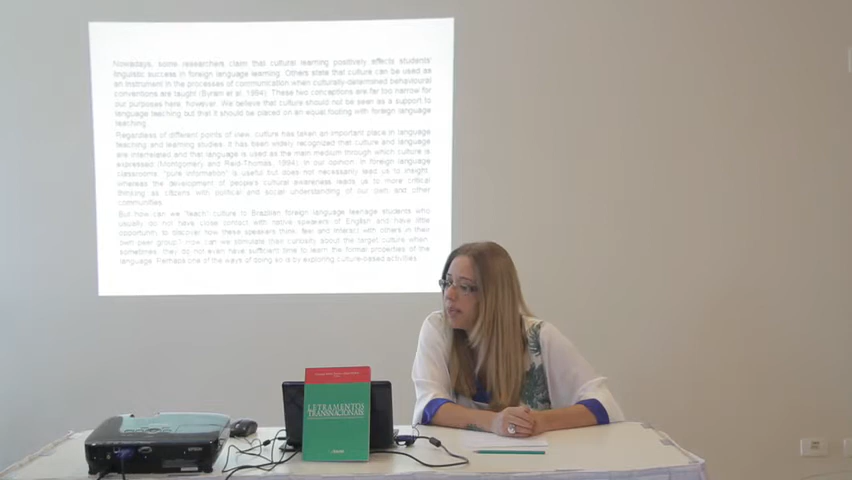 Nowadays, some researchers claim that cultural learning positively affects students'
linguistic success in foreign language learning. Others state that culture can be used as
an instrument in the processes of communication when culturally-determined behavioural
conventions are taught (Byram et al, 1994). These two conceptions are far too narrow for
our purposes here, however. We believe that culture should not be seen as a support to
language teaching but that it should be placed on an equal footing with foreign language
teaching.
Regardless of different points of view, culture has taken an important place in language
teaching and learning studies. It has been widely recognized that culture and language
are interrelated and that language is used as the main medium through which culture is
expressed (Montgomery and Reid-Thomas, 1994). In our opinion, in foreign language
classrooms, "pure information" is useful but does not necessarily lead us to insight,
whereas the development of people's cultural awareness leads us to more critical
thinking as citizens with political and social understanding of our own and other
communities.
But how can we "teach" culture to Brazilian foreign language teenage students who
usually do not have close contact with native speakers of English and have little
opportunity to discover how these speakers think, feel and interact with others in their
own peer group? how can we stimulate their curiosity about the target culture when,
sometimes, they do not even have sufficient time to learn the formal properties of the
language. Perhaps one of the ways of doing so is by exploring culture-based activities.
LETRAMENTOS
TRANSNACIONAIS